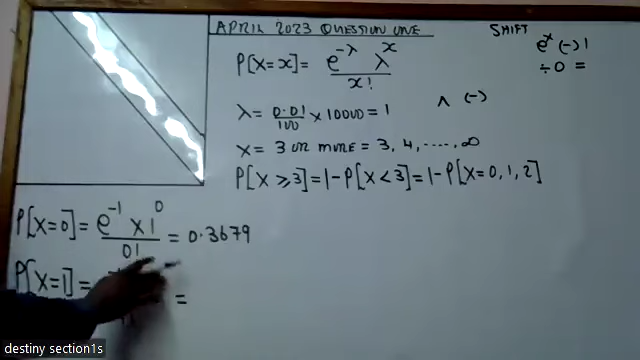 APRIL 2023 QUESTION ONE
SHIFT
e^x (-) 1
÷ 0 =
P[X=x] = e^-λ λ^x / x!
λ = 0.01/100 x 10000 = 1
^ (-)
x = 3 or more = 3, 4, ....., ∞
P[X ≥ 3] = 1 - P[X < 3] = 1 - P[X = 0, 1, 2]
P[X=0] = e^-1 x 1^0 / 0! = 0.3679
P[X=1] = =
destiny section1s